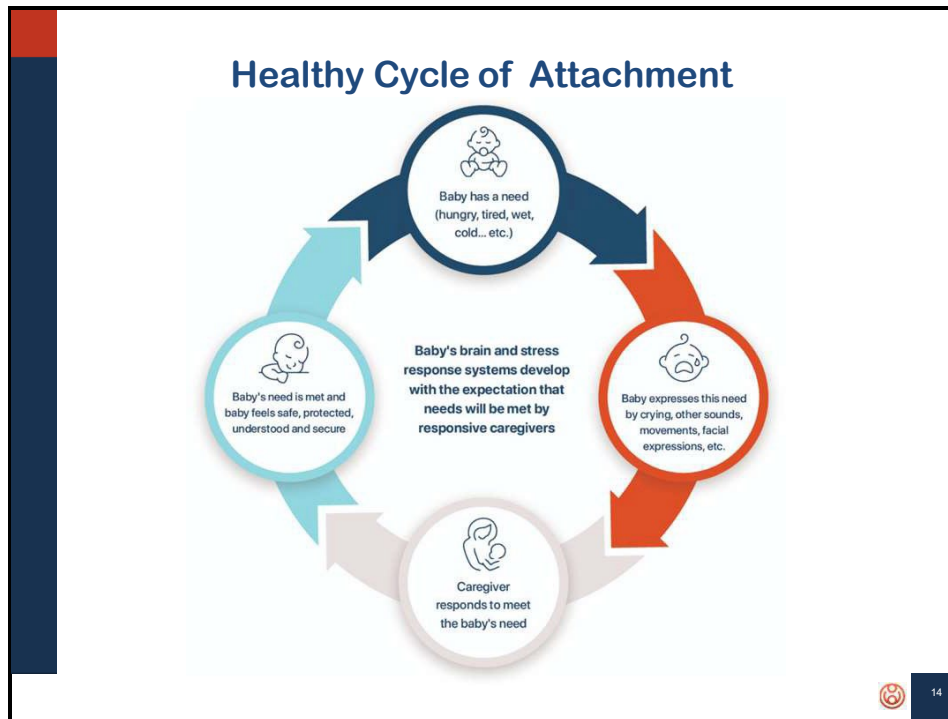 Healthy Cycle of Attachment
Baby has a need
(hungry, tired, wet,
cold... etc.)
Baby expresses this need
by crying, other sounds,
movements, facial
expressions, etc.
Caregiver
responds to meet
the baby's need
Baby's need is met and
baby feels safe, protected,
understood and secure
Baby's brain and stress
response systems develop
with the expectation that
needs will be met by
responsive caregivers
14